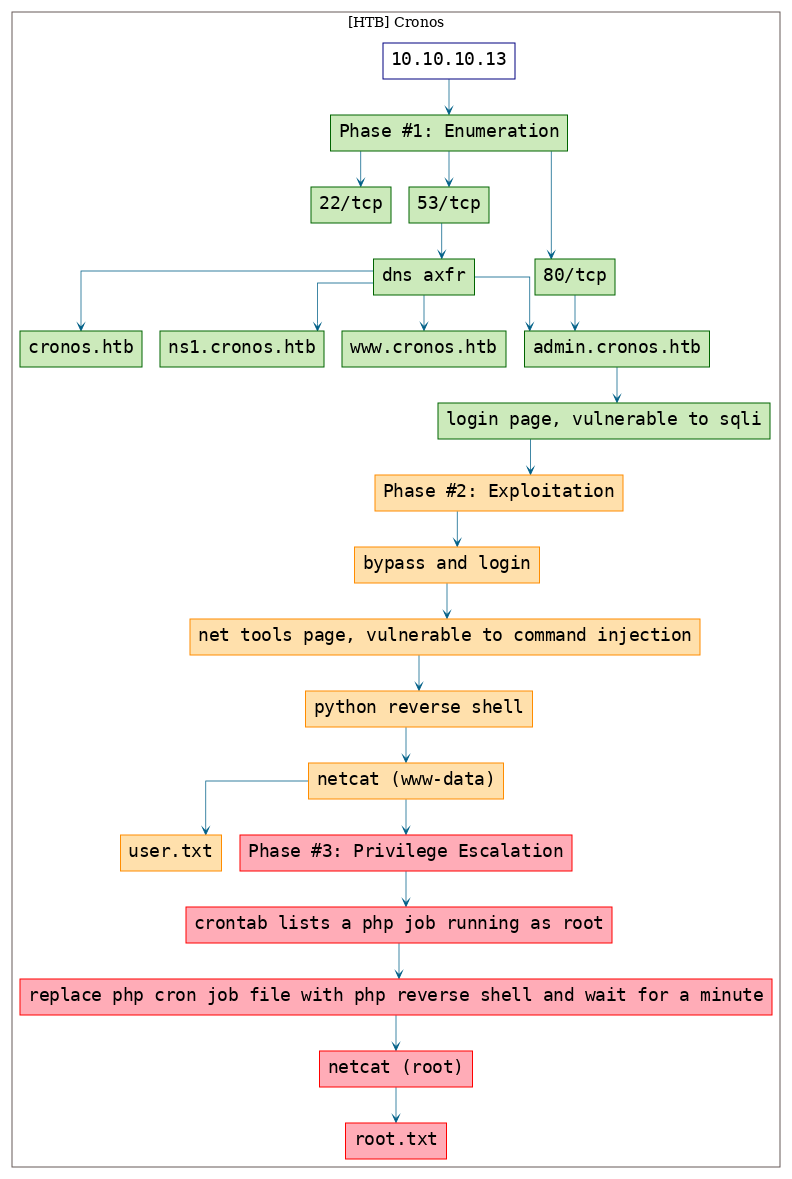 [HTB] Cronos
10.10.10.13
Phase #1: Enumeration
22/tcp
53/tcp
dns axfr
80/tcp
cronos.htb
ns1.cronos.htb
www.cronos.htb
admin.cronos.htb
login page, vulnerable to sqli
Phase #2: Exploitation
bypass and login
net tools page, vulnerable to command injection
python reverse shell
netcat (www-data)
user.txt
Phase #3: Privilege Escalation
crontab lists a php job running as root
replace php cron job file with php reverse shell and wait for a minute
netcat (root)
root.txt